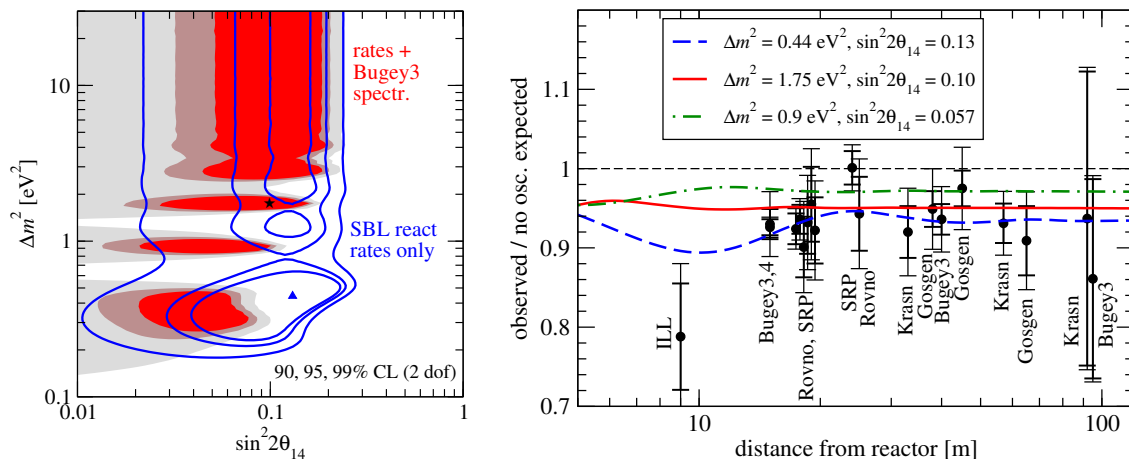 rates +
Bugey3
spectr.
SBL react
rates only
90, 95, 99% CL (2 dof)
10
1
0.1
0.01
0.1
1
Δm² [eV²]
sin²2θ₁₄
Δm² = 0.44 eV², sin²2θ₁₄ = 0.13
Δm² = 1.75 eV², sin²2θ₁₄ = 0.10
Δm² = 0.9 eV², sin²2θ₁₄ = 0.057
1.1
1
0.9
0.8
0.7
observed / no osc. expected
ILL
Bugey3,4
Rovno, SRP
SRP
Rovno
Krasn
Gosgen
Bugey3
Gosgen
Krasn
Gosgen
Krasn
Bugey3
10
20
50
100
distance from reactor [m]